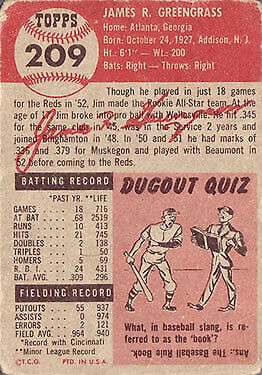 TOPPS
209
JAMES R. GREENGRASS
Home: Atlanta, Georgia
Born: October 24, 1927, Addison, N. J.
Ht.: 6'1"—Wt.: 200
Bats: Right - Throws: Right
Though he played in just 18 games
for the Reds in '52, Jim made the Rookie All-Star team. At the age
of Jim broke into pro ball at Wellsville. He hit .345
for the same club '45, was in the Service 2 years and
joined Binghamton in '48. In '50 and '51 he had marks of
.336 and .379 for Muskegon and played with Beaumont in
'52 before coming to the Reds.
BATTING RECORD
*PAST YR. **LIFE
GAMES 18 716
AT BAT 68 2519
RUNS 10 413
HITS 21 745
DOUBLES 2 138
TRIPLES 1 50
HOMERS 5 69
R. B. I. 24 431
BAT. AVG. .309 .296
FIELDING RECORD
PUTOUTS 55 937
ASSISTS 0 974
ERRORS 2 121
FIELD AVG. .964 .940
*Record with Cincinnati
**Minor League Record
©T.C.G. PTD. IN U.S.A.
DUGOUT QUIZ
What, in baseball slang, is
referred to as the 'book'?
Ans. The Baseball Rule Book.